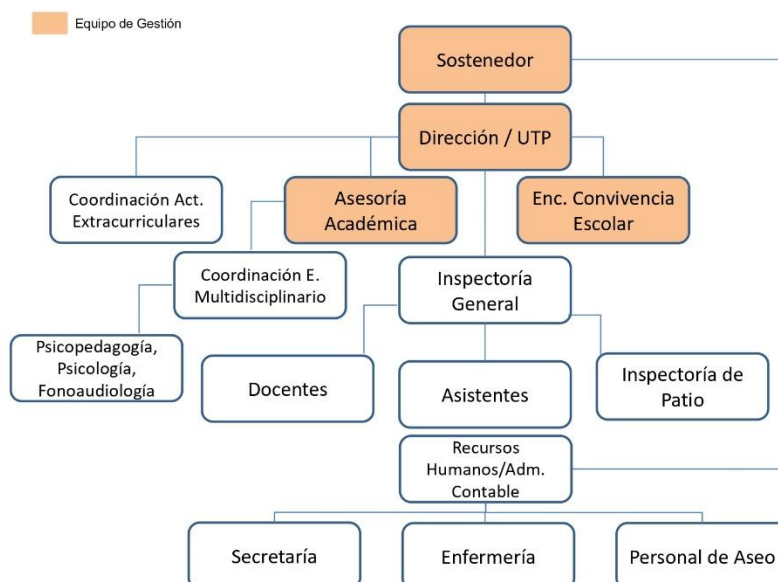 Equipo de Gestión
Sostenedor
Dirección / UTP
Coordinación Act.
Extracurriculares
Asesoría
Académica
Enc. Convivencia
Escolar
Coordinación E.
Multidisciplinario
Inspectoría
General
Psicopedagogía,
Psicología,
Fonoaudiología
Docentes
Asistentes
Inspectoría de
Patio
Recursos
Humanos/Adm.
Contable
Secretaría
Enfermería
Personal de Aseo